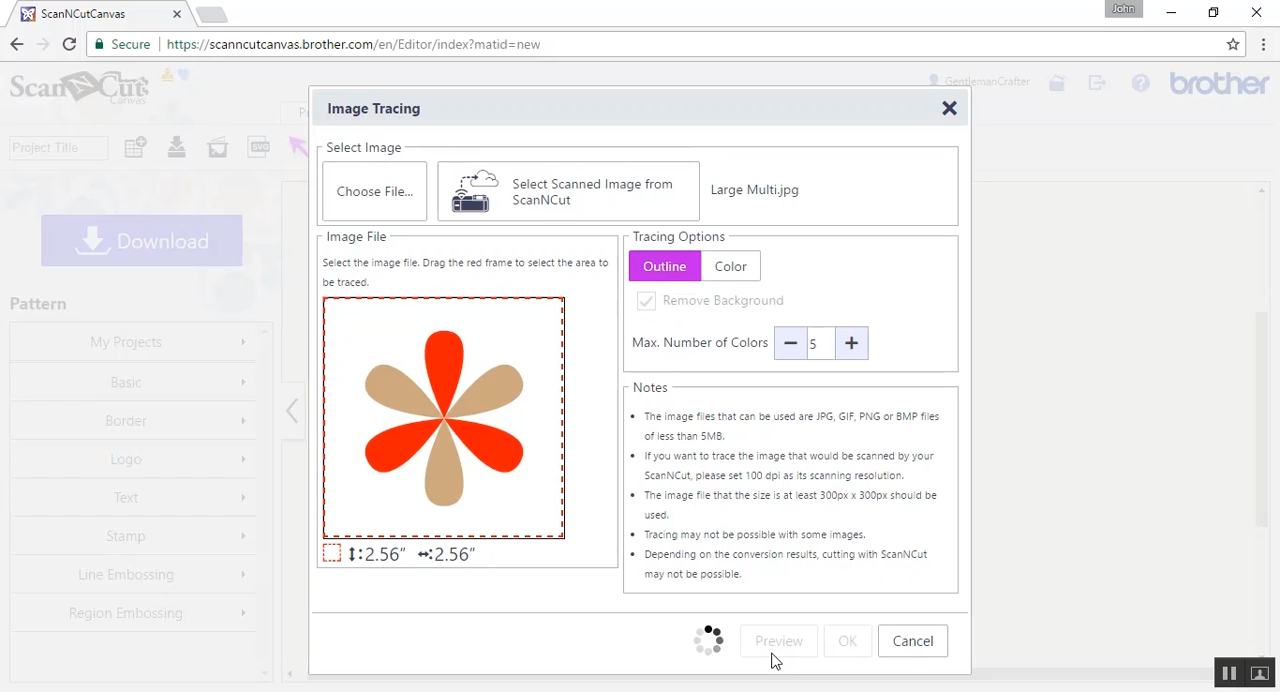 ScanNCutCanvas
John
Secure
https://scanncutcanvas.brother.com/en/Editor/index?matid=new
ScanNCut
Canvas
GentlemanCrafter
brother
Project Title
SVG
Download
Pattern
My Projects
Basic
Border
Logo
Text
Stamp
Line Embossing
Region Embossing
Image Tracing
Select Image
Choose File...
Select Scanned Image from
ScanNCut
Large Multi.jpg
Image File
Select the image file. Drag the red frame to select the area to
be traced.
2.56”
2.56”
Tracing Options
Outline
Color
Remove Background
Max. Number of Colors
5
Notes
• The image files that can be used are JPG, GIF, PNG or BMP files
of less than 5MB.
• If you want to trace the image that would be scanned by your
ScanNCut, please set 100 dpi as its scanning resolution.
• The image file that the size is at least 300px x 300px should be
used.
• Tracing may not be possible with some images.
• Depending on the conversion results, cutting with ScanNCut
may not be possible.
Preview
OK
Cancel